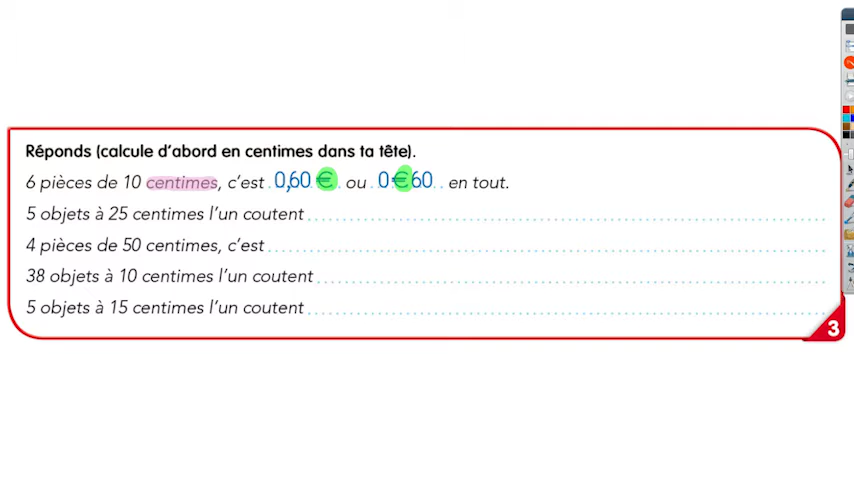 Réponds (calcule d'abord en centimes dans ta tête).
6 pièces de 10 centimes, c'est 0,60 € ou 0€60 en tout.
5 objets à 25 centimes l'un coutent
4 pièces de 50 centimes, c'est
38 objets à 10 centimes l'un coutent
5 objets à 15 centimes l'un coutent
3